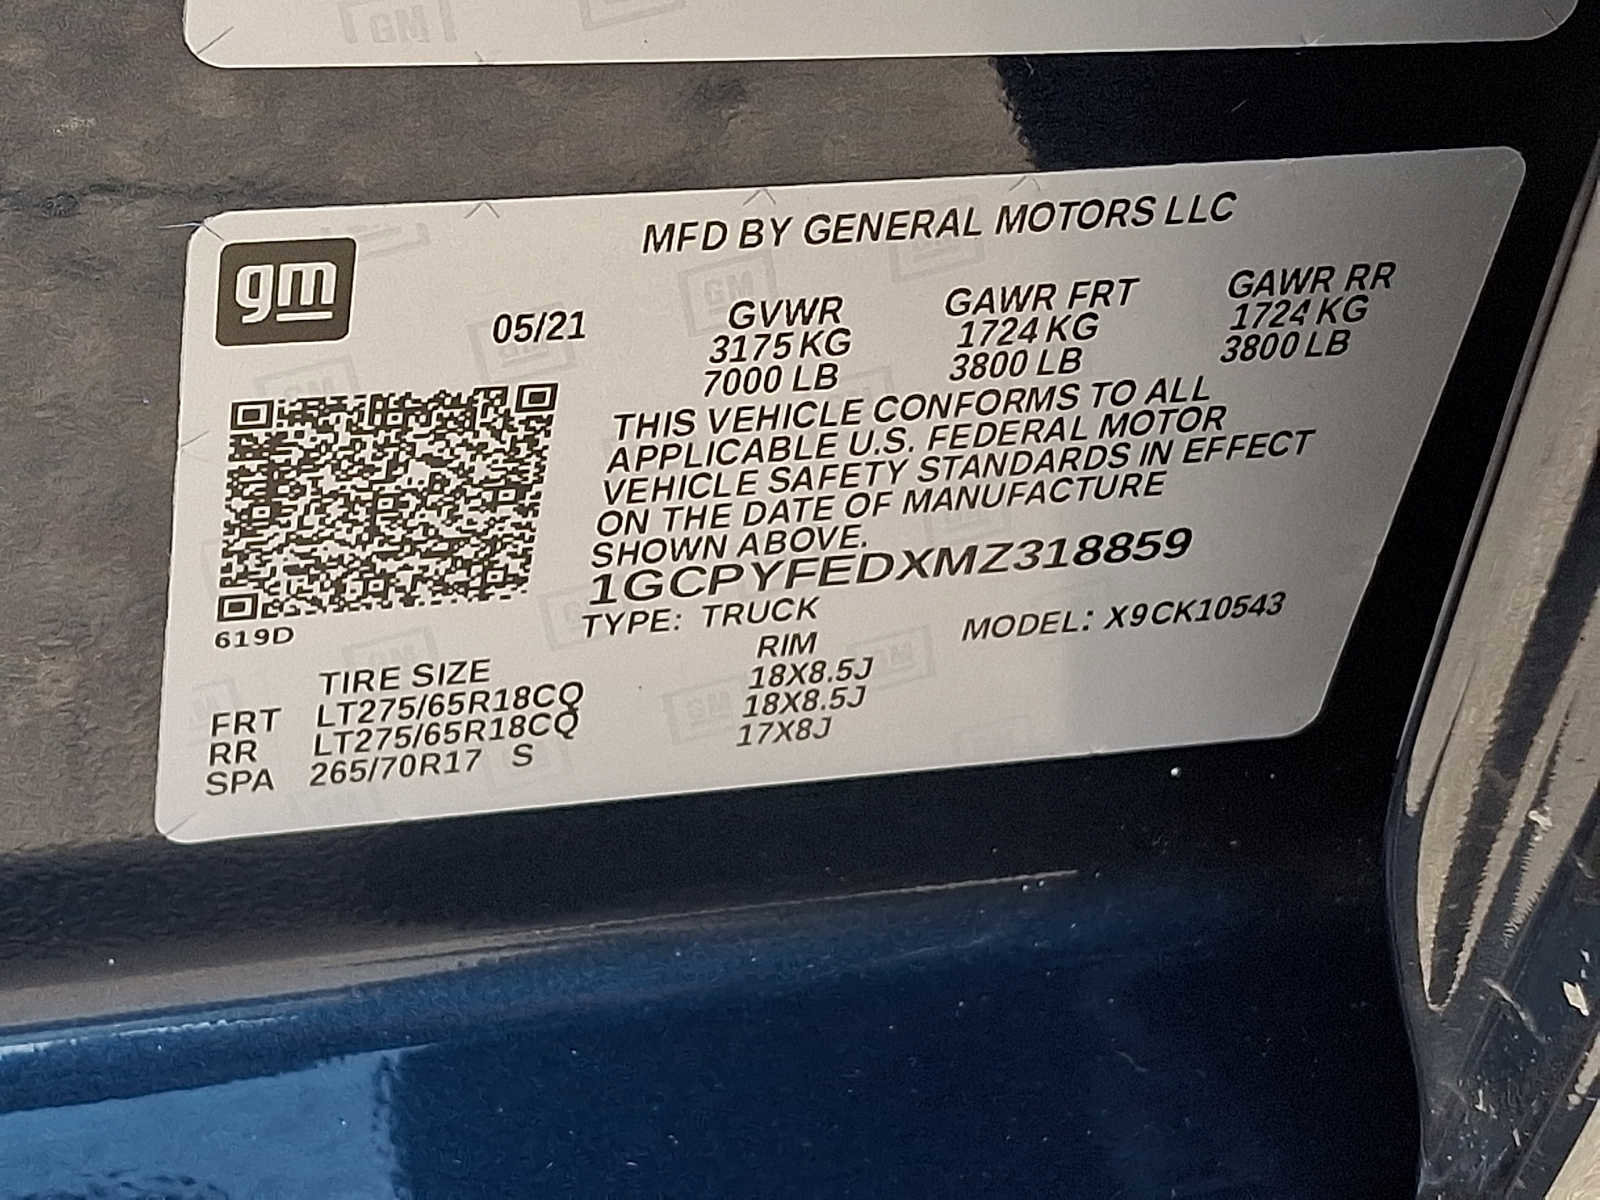 MFD BY GENERAL MOTORS LLC
gm
05/21
GVWR GAWR FRT GAWR RR
3175 KG 1724 KG 1724 KG
7000 LB 3800 LB 3800 LB
THIS VEHICLE CONFORMS TO ALL
APPLICABLE U.S. FEDERAL MOTOR
VEHICLE SAFETY STANDARDS IN EFFECT
ON THE DATE OF MANUFACTURE
SHOWN ABOVE.
1GCPYFEDXMZ318859
TYPE: TRUCK MODEL: X9CK10543
619D
TIRE SIZE RIM
FRT LT275/65R18CQ 18X8.5J
RR LT275/65R18CQ 18X8.5J
SPA 265/70R17 S 17X8J